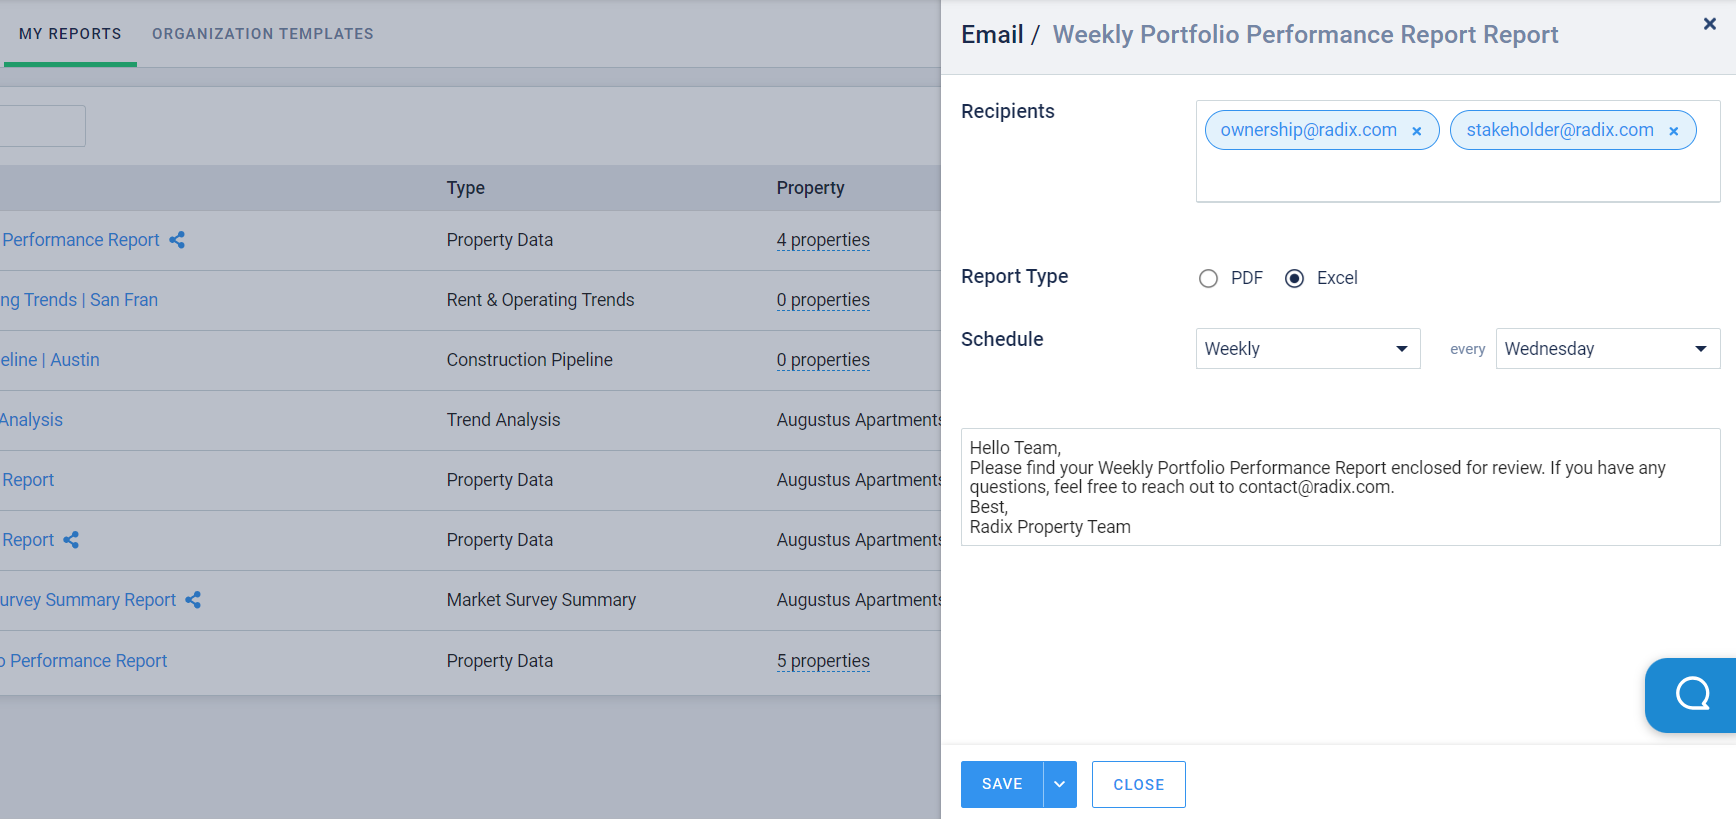 MY REPORTS ORGANIZATION TEMPLATES
Type Property
Performance Report Property Data 4 properties
ng Trends | San Fran Rent & Operating Trends 0 properties
eline | Austin Construction Pipeline 0 properties
Analysis Trend Analysis Augustus Apartments
Report Property Data Augustus Apartments
Report Property Data Augustus Apartments
urvey Summary Report Market Survey Summary Augustus Apartments
o Performance Report Property Data 5 properties
Email / Weekly Portfolio Performance Report Report
Recipients ownership@radix.com × stakeholder@radix.com ×
Report Type PDF Excel
Schedule Weekly every Wednesday
Hello Team,
Please find your Weekly Portfolio Performance Report enclosed for review. If you have any
questions, feel free to reach out to contact@radix.com.
Best,
Radix Property Team
SAVE CLOSE